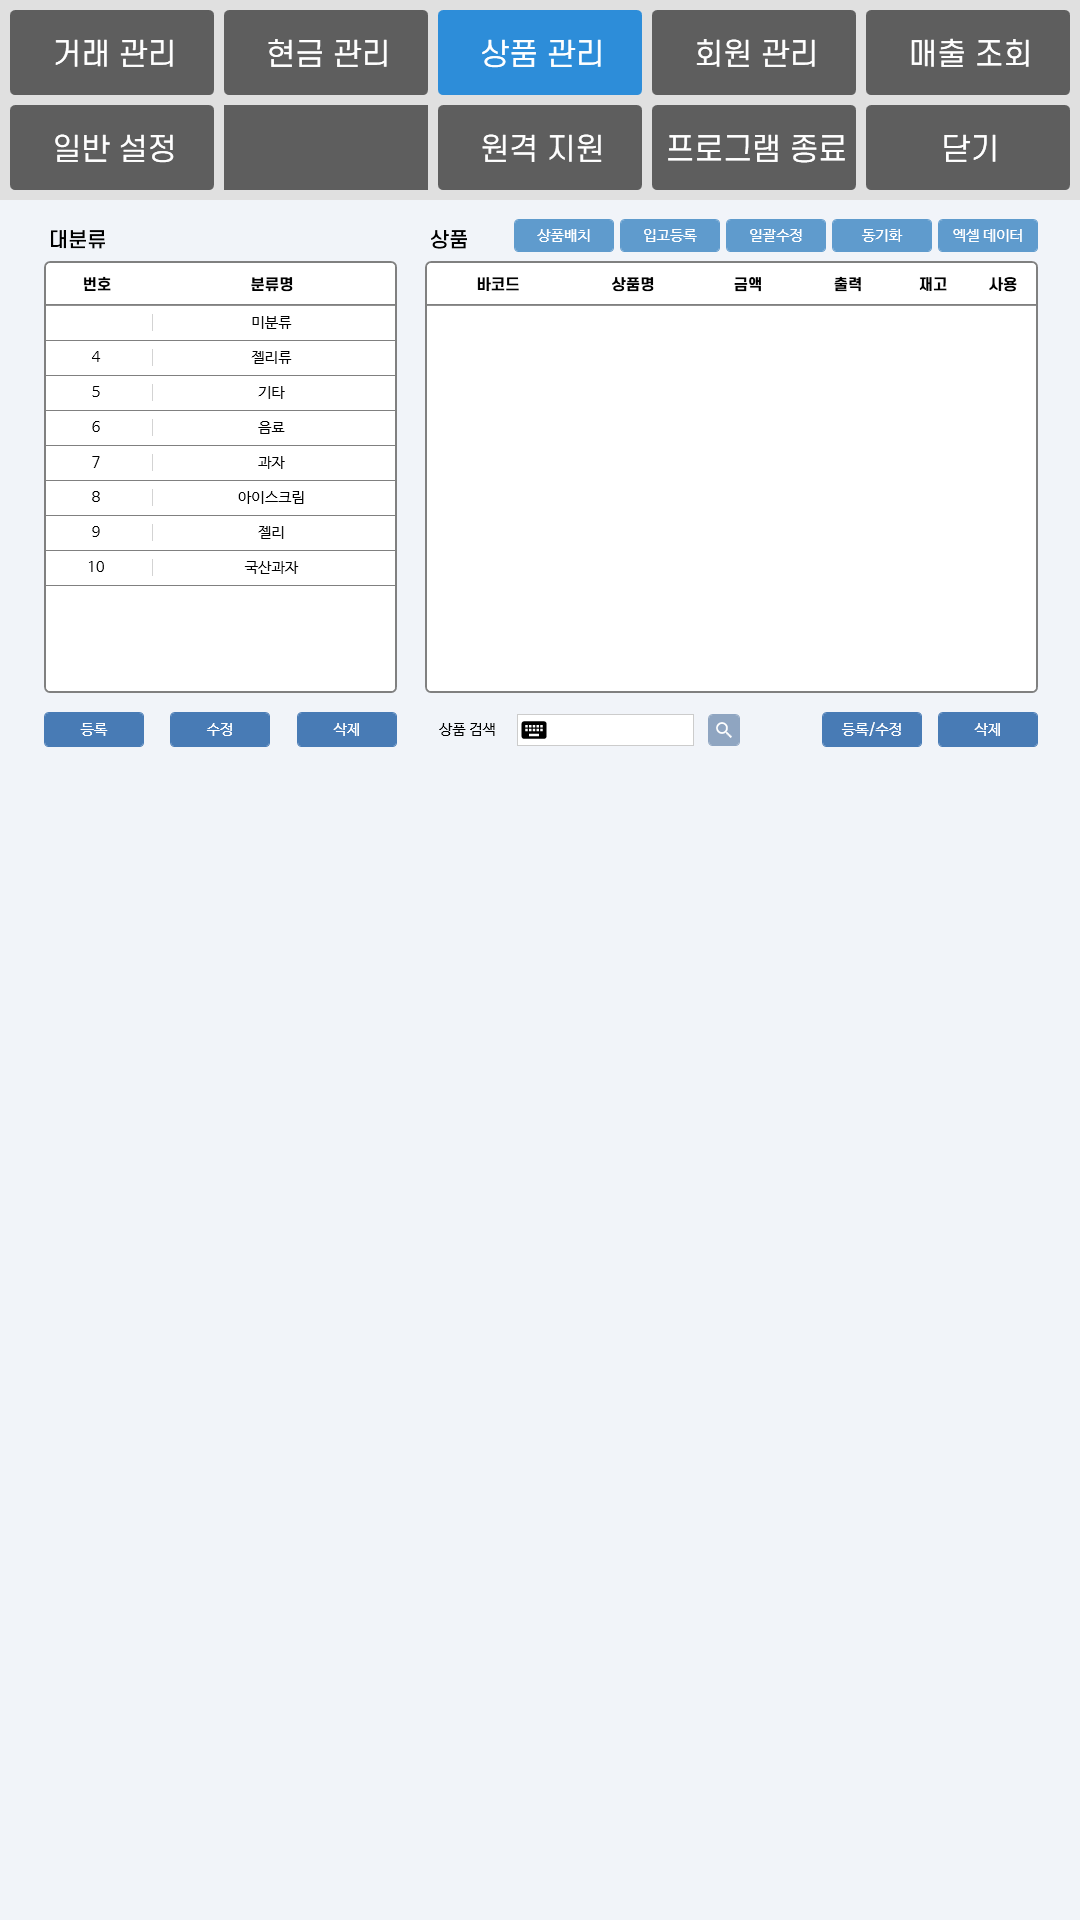 거래 관리
현금 관리
상품 관리
회원 관리
매출 조회
일반 설정
원격 지원
프로그램 종료
닫기
대분류
번호 분류명
미분류
4 젤리류
5 기타
6 음료
7 과자
8 아이스크림
9 젤리
10 국산과자
등록
수정
삭제
상품
상품배치
입고등록
일괄수정
동기화
엑셀 데이터
바코드 상품명 금액 출력 재고 사용
상품 검색
등록/수정
삭제